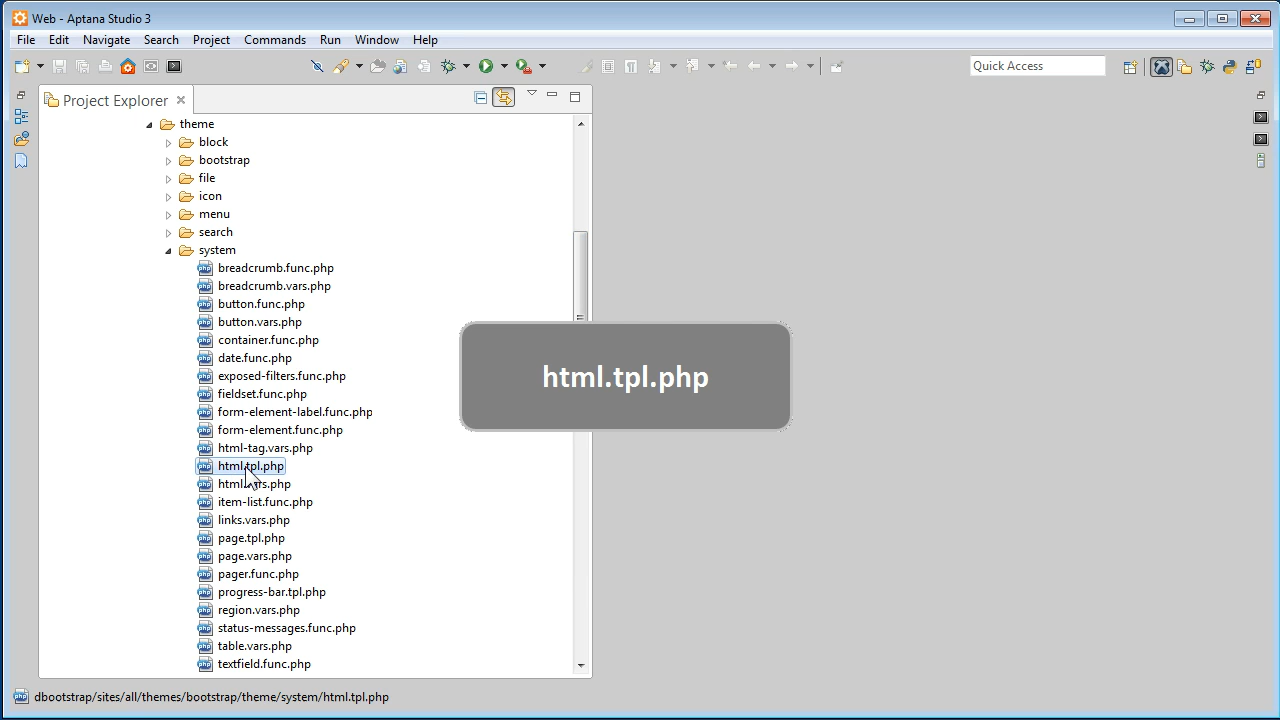 Web - Aptana Studio 3
File Edit Navigate Search Project Commands Run Window Help
Quick Access
Project Explorer
theme
block
bootstrap
file
icon
menu
search
system
breadcrumb.func.php
breadcrumb.vars.php
button.func.php
button.vars.php
container.func.php
date.func.php
exposed-filters.func.php
fieldset.func.php
form-element-label.func.php
form-element.func.php
html-tag.vars.php
html.tpl.php
html.vars.php
item-list.func.php
links.vars.php
page.tpl.php
page.vars.php
pager.func.php
progress-bar.tpl.php
region.vars.php
status-messages.func.php
table.vars.php
textfield.func.php
html.tpl.php
dbootstrap/sites/all/themes/bootstrap/theme/system/html.tpl.php